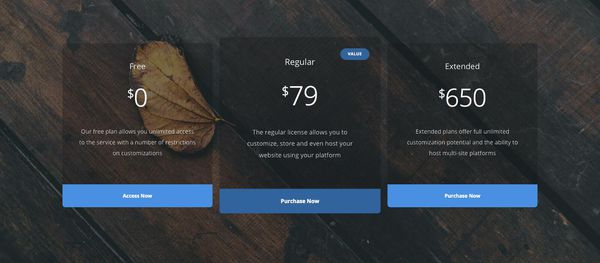 Free
$0
Our free plan allows you unlimited access
to the service with a number of restrictions
on customizations
Access Now
VALUE
Regular
$79
The regular license allows you to
customize, store and even host your
website using your platform
Purchase Now
Extended
$650
Extended plans offer full unlimited
customization potential and the ability to
host multi-site platforms
Purchase Now